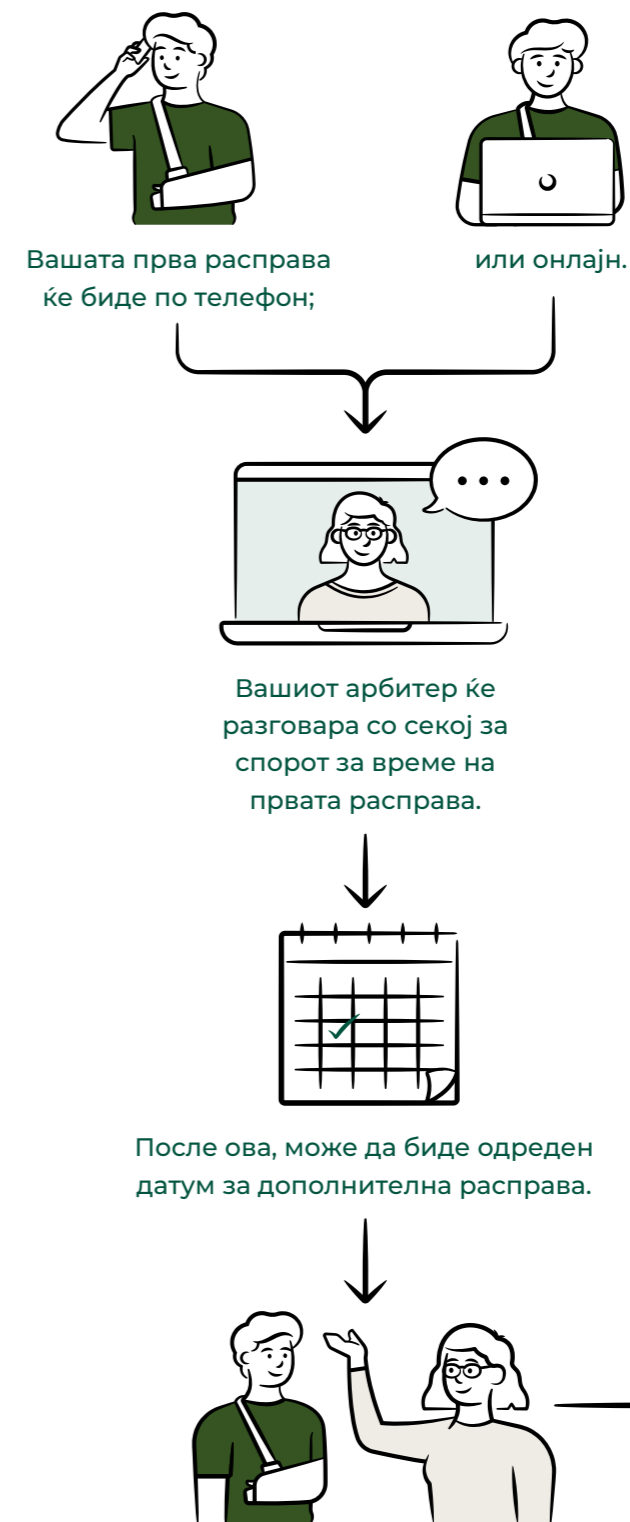 Вашата прва расправа
ќе биде по телефон;
или онлајн.
Вашиот арбитер ќе
разговара со секој за
спорот за време на
првата расправа.
После ова, може да биде одреден
датум за дополнителна расправа.